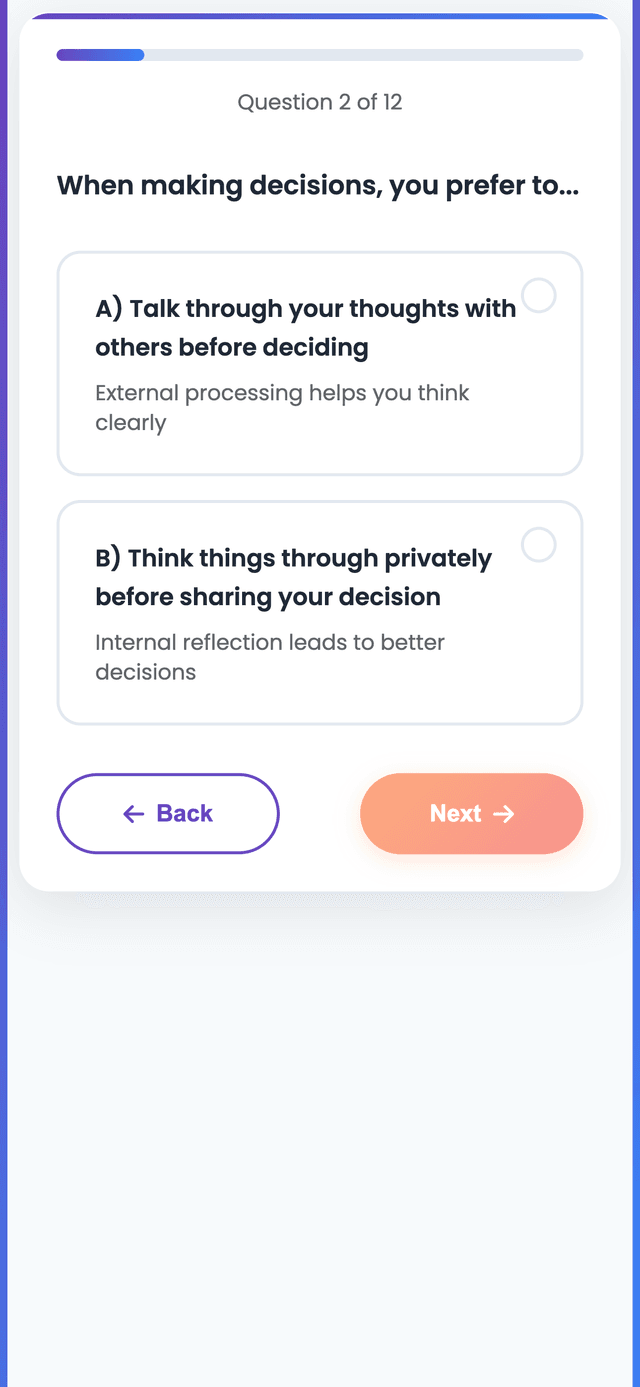 Question 2 of 12
When making decisions, you prefer to...
A) Talk through your thoughts with
others before deciding
External processing helps you think
clearly
B) Think things through privately
before sharing your decision
Internal reflection leads to better
decisions
← Back
Next →